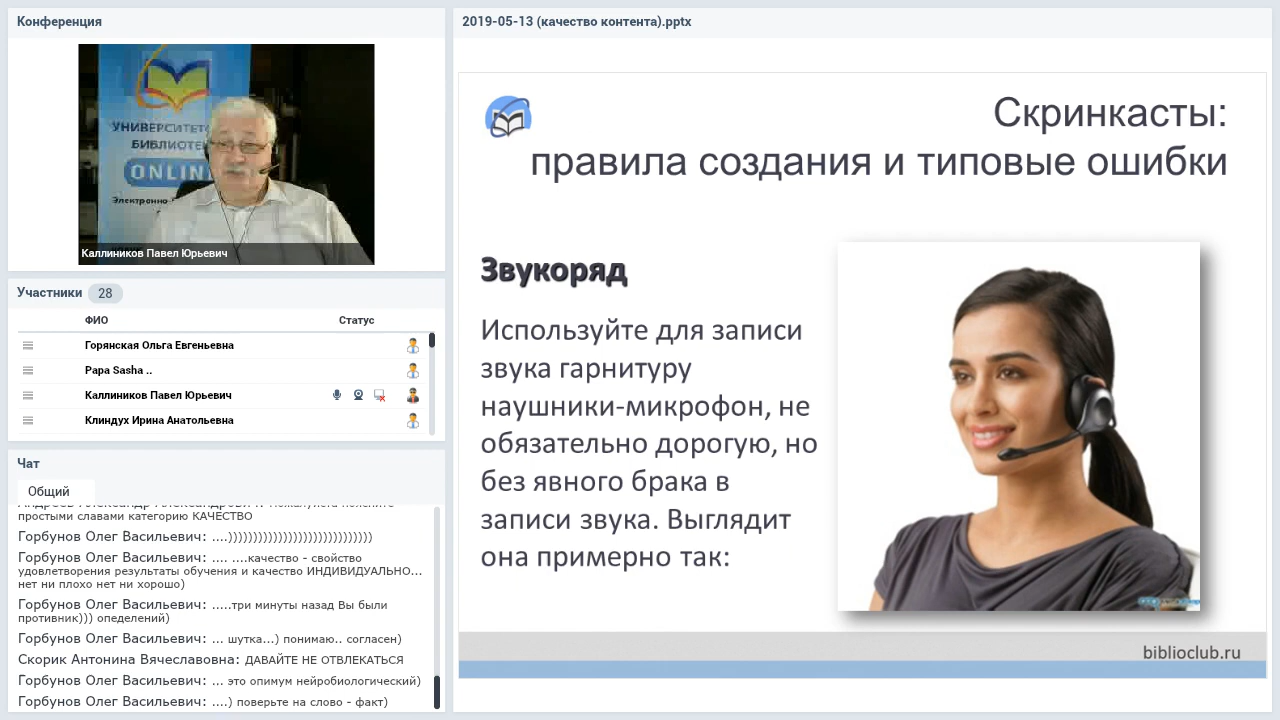 Конференция
УНИВЕРСИТЕТС
БИБЛИОТЕ
ONLIN
Электронно
Каллиников Павел Юрьевич
Участники 28
ФИО Статус
Горянская Ольга Евгеньевна
Papa Sasha ..
Каллиников Павел Юрьевич
Клиндух Ирина Анатольевна
Чат
Общий
простыми славами категорию КАЧЕСТВО
Горбунов Олег Васильевич: ....)))))))))))))))))))))))))))))
Горбунов Олег Васильевич: .... ....качество - свойство
удовлетворения результаты обучения и качество ИНДИВИДУАЛЬНО...
нет ни плохо нет ни хорошо)
Горбунов Олег Васильевич: .....три минуты назад Вы были
противник))) опеделений)
Горбунов Олег Васильевич: ... шутка...) понимаю.. согласен)
Скорик Антонина Вячеславовна: ДАВАЙТЕ НЕ ОТВЛЕКАТЬСЯ
Горбунов Олег Васильевич: ... это опимум нейробиологический)
Горбунов Олег Васильевич: ....) поверьте на слово - факт)
2019-05-13 (качество контента).pptx
Скринкасты:
правила создания и типовые ошибки
Звукоряд
Используйте для записи
звука гарнитуру
наушники-микрофон, не
обязательно дорогую, но
без явного брака в
записи звука. Выглядит
она примерно так:
biblioclub.ru